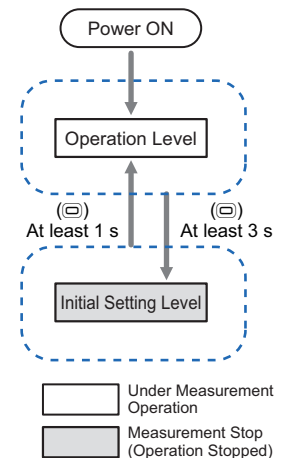 Power ON
Operation Level
( ) ( )
At least 1 s At least 3 s
Initial Setting Level
Under Measurement
Operation
Measurement Stop
(Operation Stopped)